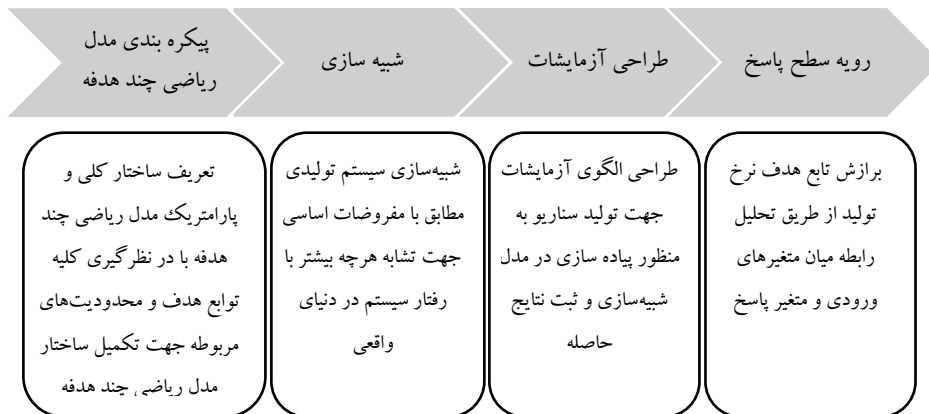 پیکره بندی مدل
ریاضی چند هدفه
شبیه سازی
طراحی آزمایشات
رویه سطح پاسخ
تعریف ساختار کلی و
پارامتریک مدل ریاضی چند
هدفه با در نظرگیری کلیه
توابع هدف و محدودیت‌های
مربوطه جهت تکمیل ساختار
مدل ریاضی چند هدفه
شبیه‌سازی سیستم تولیدی
مطابق با مفروضات اساسی
جهت تشابه هرچه بیشتر با
رفتار سیستم در دنیای
واقعی
طراحی الگوی آزمایشات
جهت تولید سناریو به
منظور پیاده سازی در مدل
شبیه‌سازی و ثبت نتایج
حاصله
برازش تابع هدف نرخ
تولید از طریق تحلیل
رابطه میان متغیرهای
ورودی و متغیر پاسخ